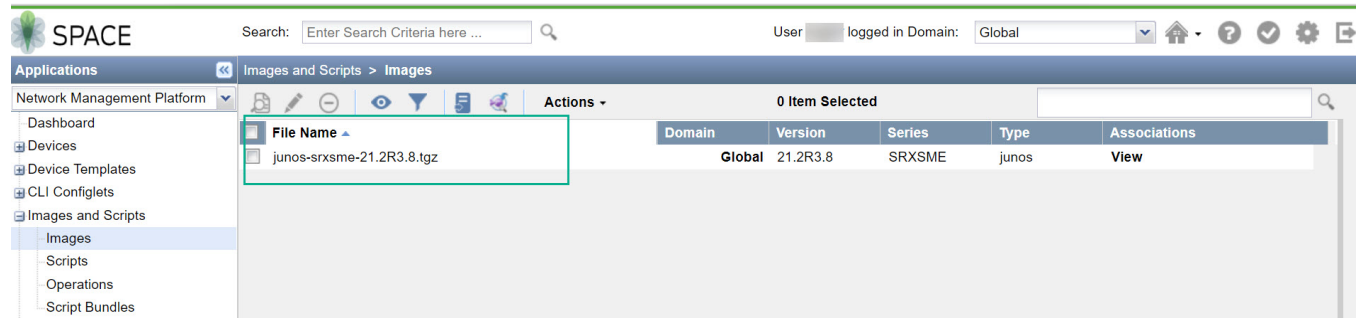 SPACE
Search: Enter Search Criteria here ...
User logged in Domain: Global
Applications
Images and Scripts > Images
Network Management Platform
Actions
0 Item Selected
Dashboard
Devices
Device Templates
CLI Configlets
Images and Scripts
Images
Scripts
Operations
Script Bundles
File Name Domain Version Series Type Associations
junos-srxsme-21.2R3.8.tgz Global 21.2R3.8 SRXSME junos View